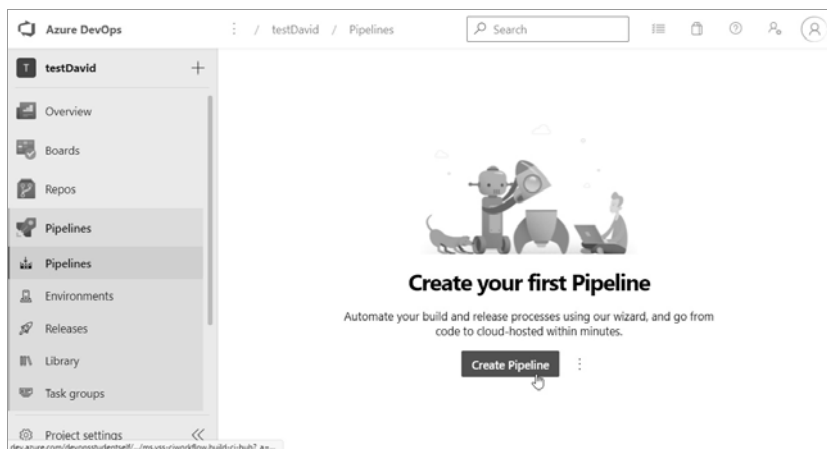 Azure DevOps
/ testDavid / Pipelines
Search
T testDavid
Overview
Boards
Repos
Pipelines
Pipelines
Environments
Releases
Library
Task groups
Project settings
Create your first Pipeline
Automate your build and release processes using our wizard, and go from
code to cloud-hosted within minutes.
Create Pipeline